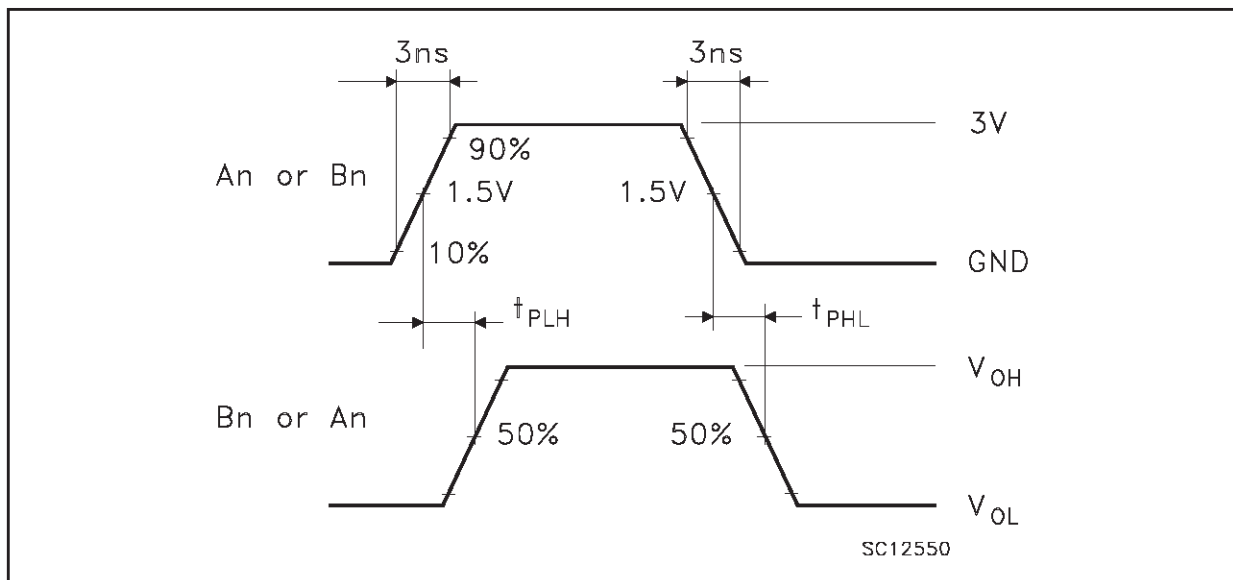 3ns 3ns
3V
90%
An or Bn
1.5V 1.5V
10%
GND
tPLH tPHL
VOH
Bn or An
50% 50%
VOL
SC12550